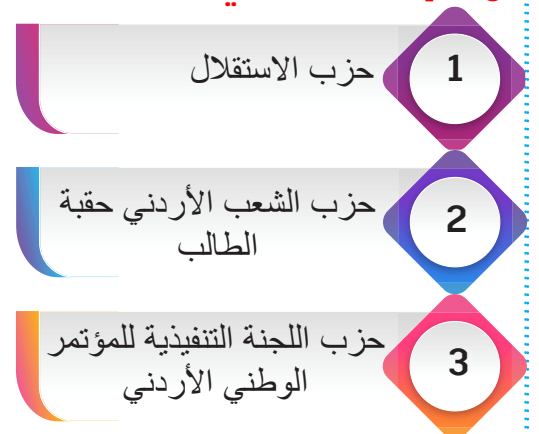 1 حزب الاستقلال
2 حزب الشعب الأردني حقبة
الطالب
3 حزب اللجنة التنفيذية للمؤتمر
الوطني الأردني